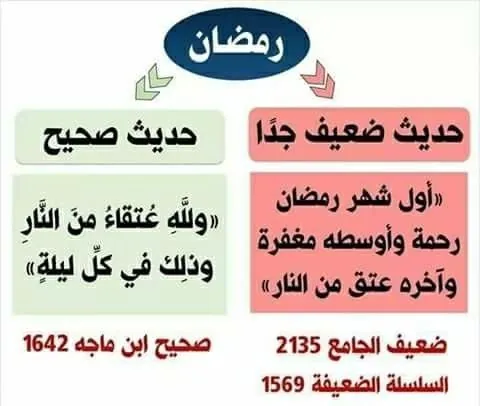 رمضان
حديث ضعيف جدًا
«أول شهر رمضان
رحمة وأوسطه مغفرة
وآخره عتق من النار»
ضعيف الجامع 2135
السلسلة الضعيفة 1569
حديث صحيح
«وللَّهِ عُتقاءُ منَ النَّارِ
وذلِك في كلِّ ليلةٍ»
صحيح ابن ماجه 1642